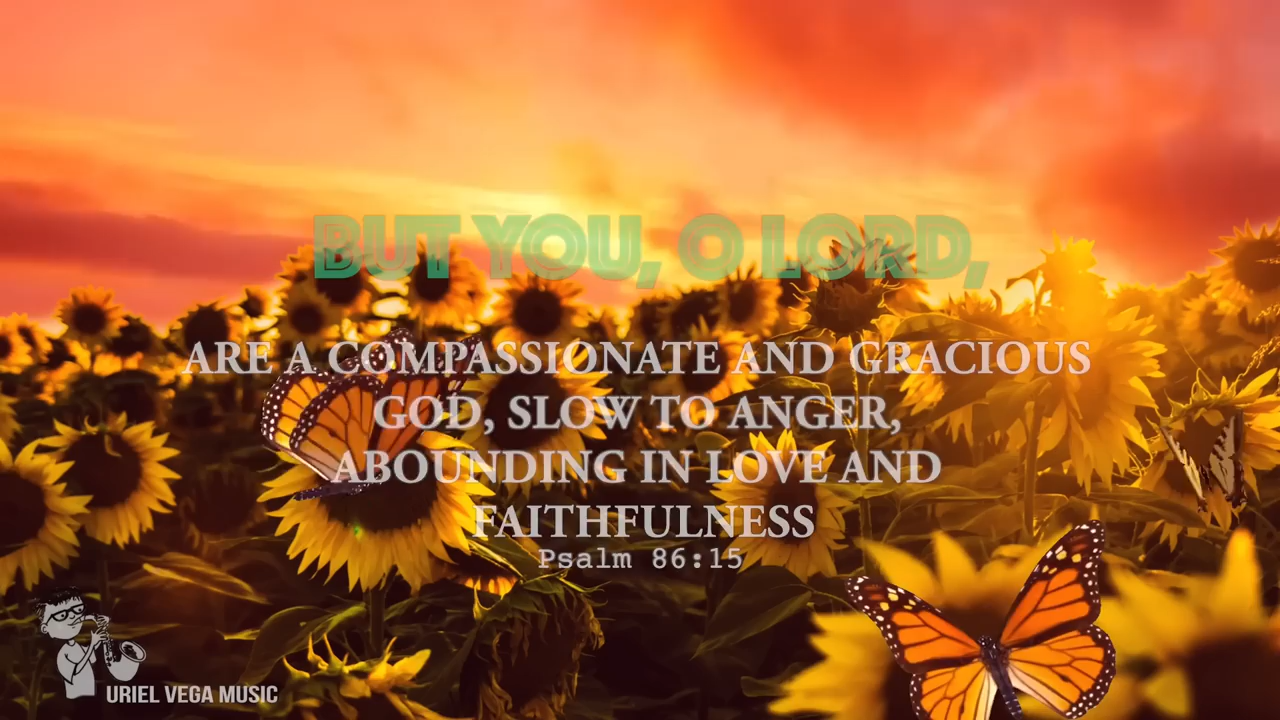 BUT YOU, O LORD,
ARE A COMPASSIONATE AND GRACIOUS
GOD, SLOW TO ANGER,
ABOUNDING IN LOVE AND
FAITHFULNESS
Psalm 86:15
URIEL VEGA MUSIC